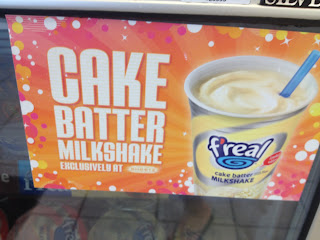 CAKE
BATTER
MILKSHAKE
EXCLUSIVELY AT
f'real
cake batter
MILKSHAKE